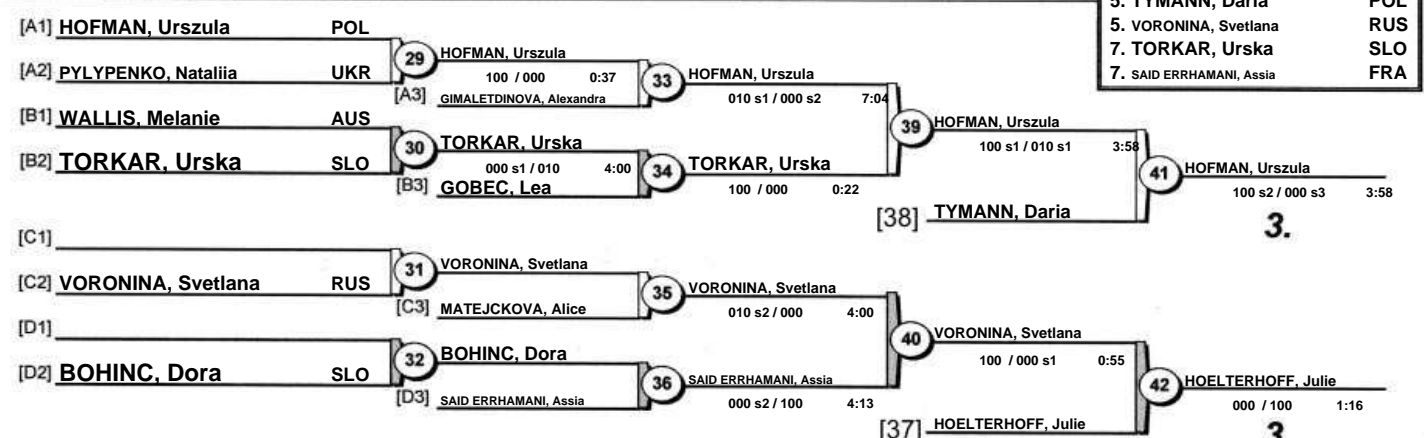 5. TYMANN, Daria POL
5. VORONINA, Svetlana RUS
7. TORKAR, Urska SLO
7. SAID ERRHAMANI, Assia FRA
[A1] HOFMAN, Urszula POL
29 HOFMAN, Urszula
[A2] PYLYPENKO, Nataliia UKR
100 / 000 0:37
33 HOFMAN, Urszula
[A3] GIMALETDINOVA, Alexandra
010 s1 / 000 s2 7:04
[B1] WALLIS, Melanie AUS
39 HOFMAN, Urszula
30 TORKAR, Urska
100 s1 / 010 s1 3:58
[B2] TORKAR, Urska SLO
000 s1 / 010 4:00
34 TORKAR, Urska
41 HOFMAN, Urszula
[B3] GOBEC, Lea
100 / 000 0:22
100 s2 / 000 s3 3:58
[38] TYMANN, Daria
3.
[C1]
31 VORONINA, Svetlana
[C2] VORONINA, Svetlana RUS
35 VORONINA, Svetlana
[C3] MATEJCKOVA, Alice
010 s2 / 000 4:00
[D1]
40 VORONINA, Svetlana
32 BOHINC, Dora
100 / 000 s1 0:55
[D2] BOHINC, Dora SLO
36 SAID ERRHAMANI, Assia
42 HOELTERHOFF, Julie
[D3] SAID ERRHAMANI, Assia
000 s2 / 100 4:13
000 / 100 1:16
[37] HOELTERHOFF, Julie
3.